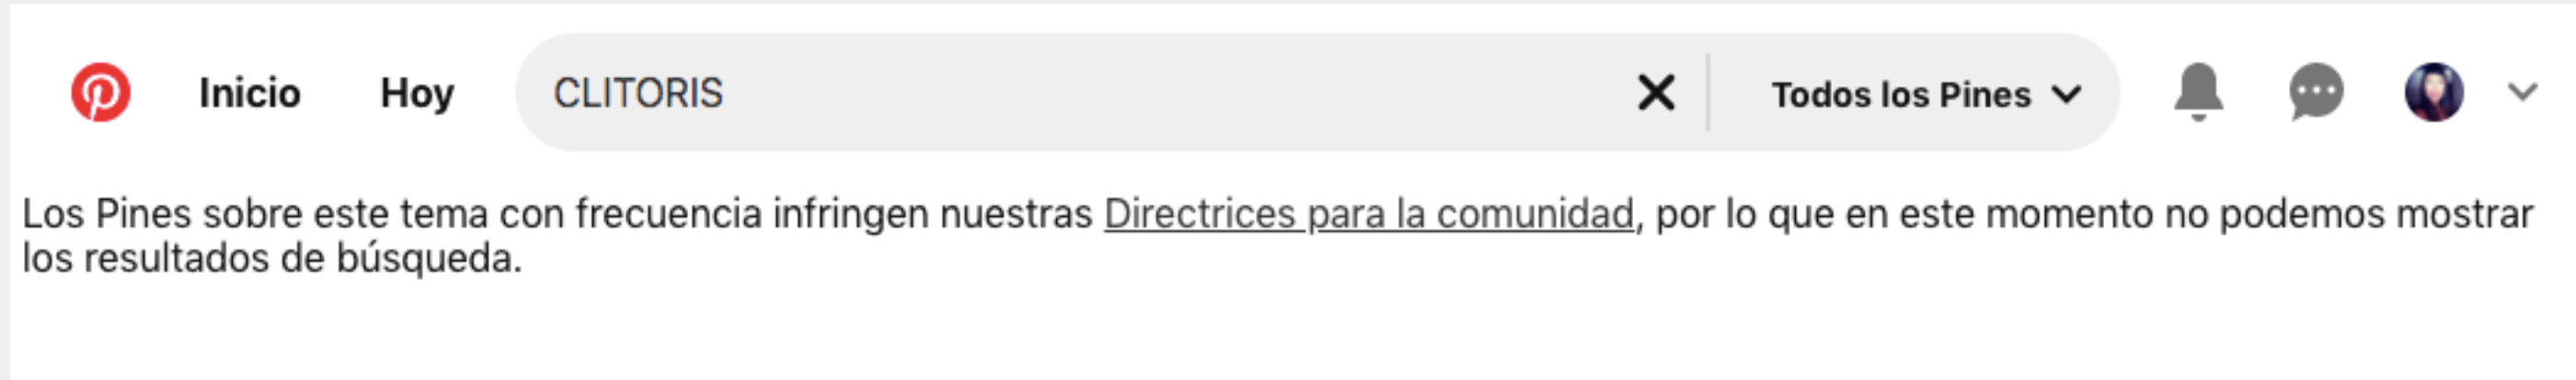 Inicio Hoy CLITORIS Todos los Pines
Los Pines sobre este tema con frecuencia infringen nuestras Directrices para la comunidad, por lo que en este momento no podemos mostrar
los resultados de búsqueda.